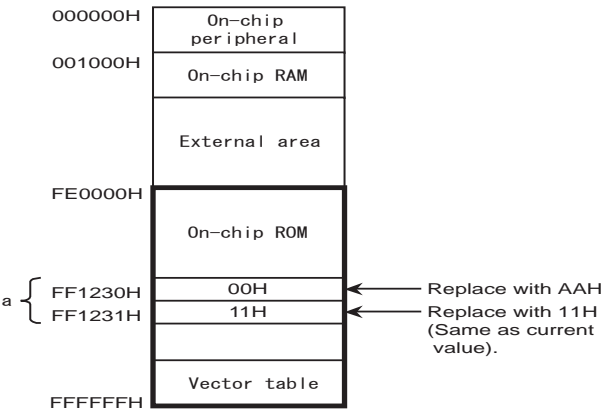 000000H
On-chip
peripheral
001000H
On-chip RAM
External area
FE0000H
On-chip ROM
a
FF1230H
00H
Replace with AAH
FF1231H
11H
Replace with 11H
(Same as current
value).
Vector table
FFFFFFH